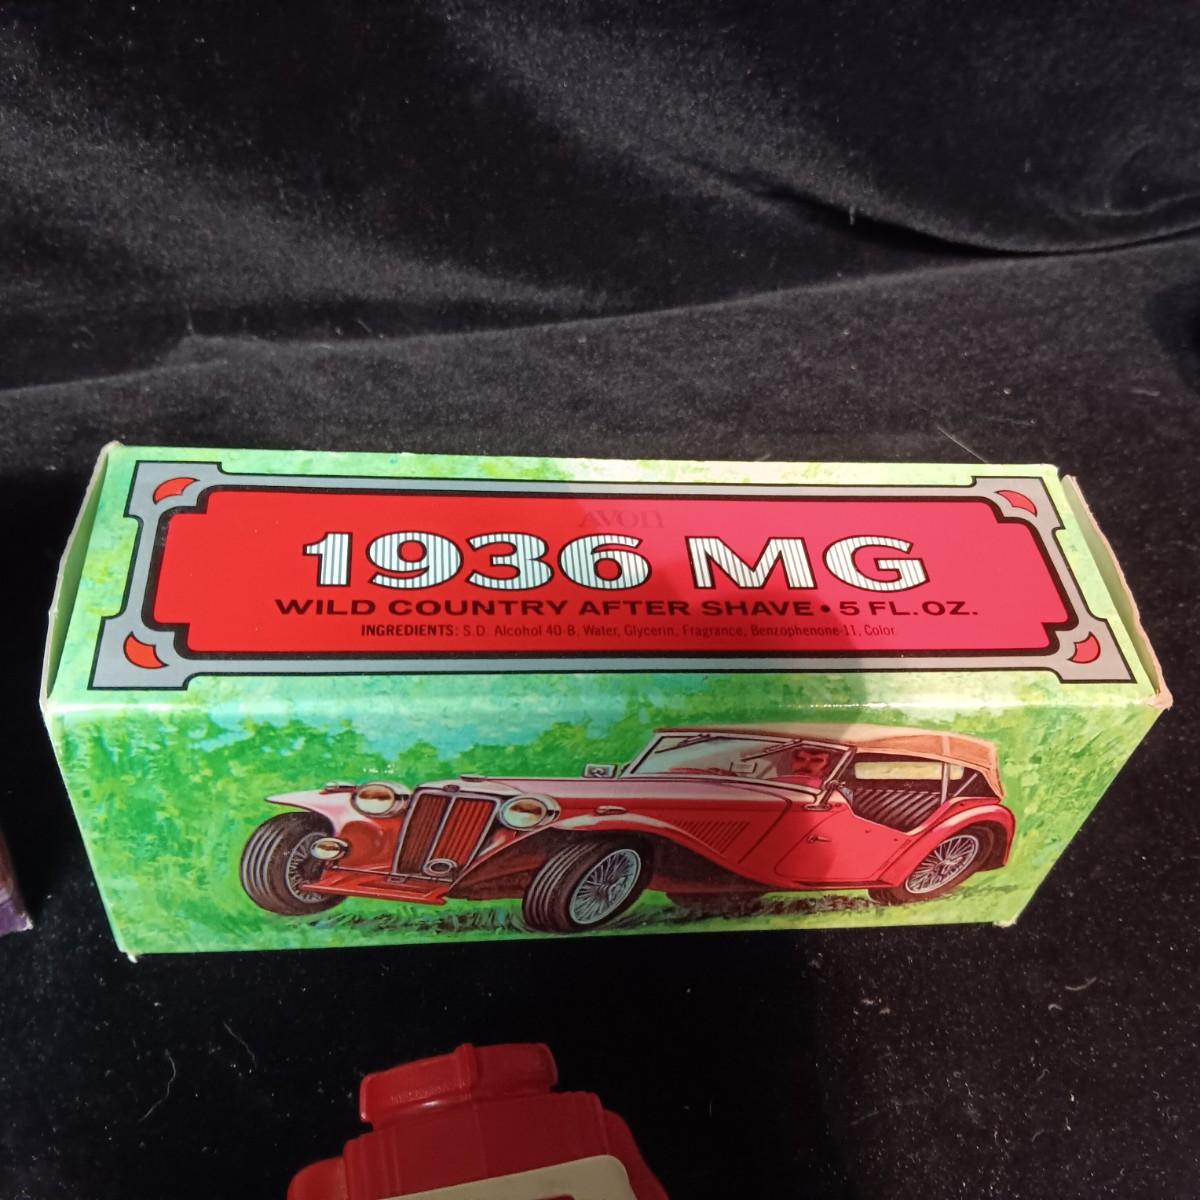 AVON
1936 MG
WILD COUNTRY AFTER SHAVE • 5 FL.OZ.
INGREDIENTS: S.D. Alcohol 40-B, Water, Glycerin, Fragrance, Benzophenone-11, Color.